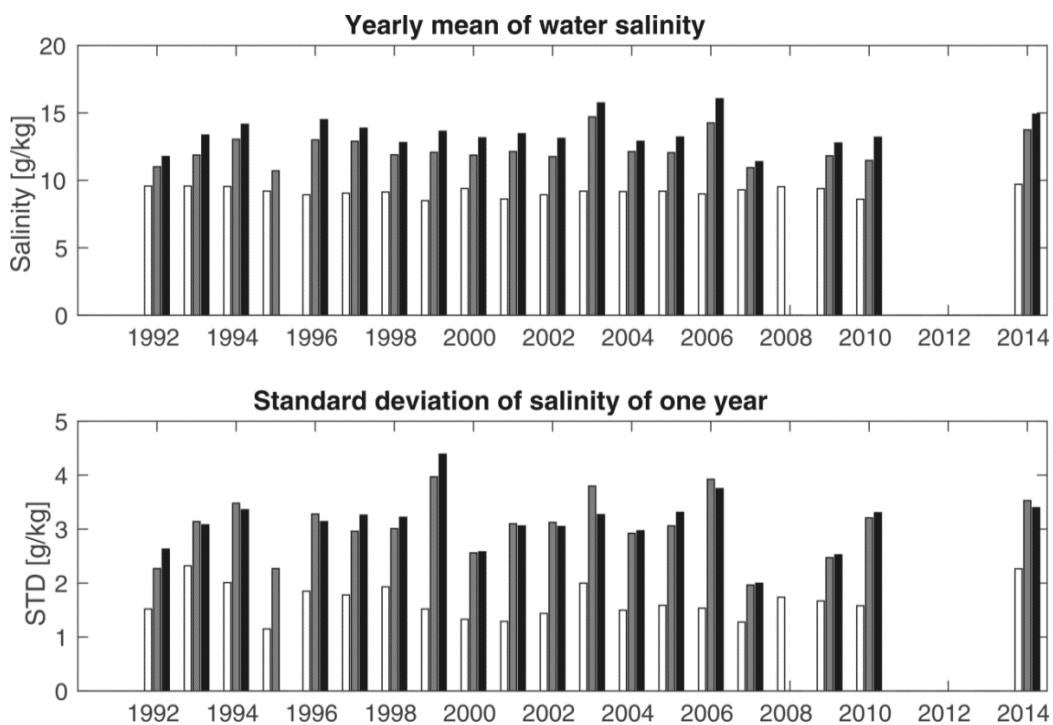 Yearly mean of water salinity
20
15
10
5
0
Salinity [g/kg]
1992 1994 1996 1998 2000 2002 2004 2006 2008 2010 2012 2014
Standard deviation of salinity of one year
5
4
3
2
1
0
STD [g/kg]
1992 1994 1996 1998 2000 2002 2004 2006 2008 2010 2012 2014